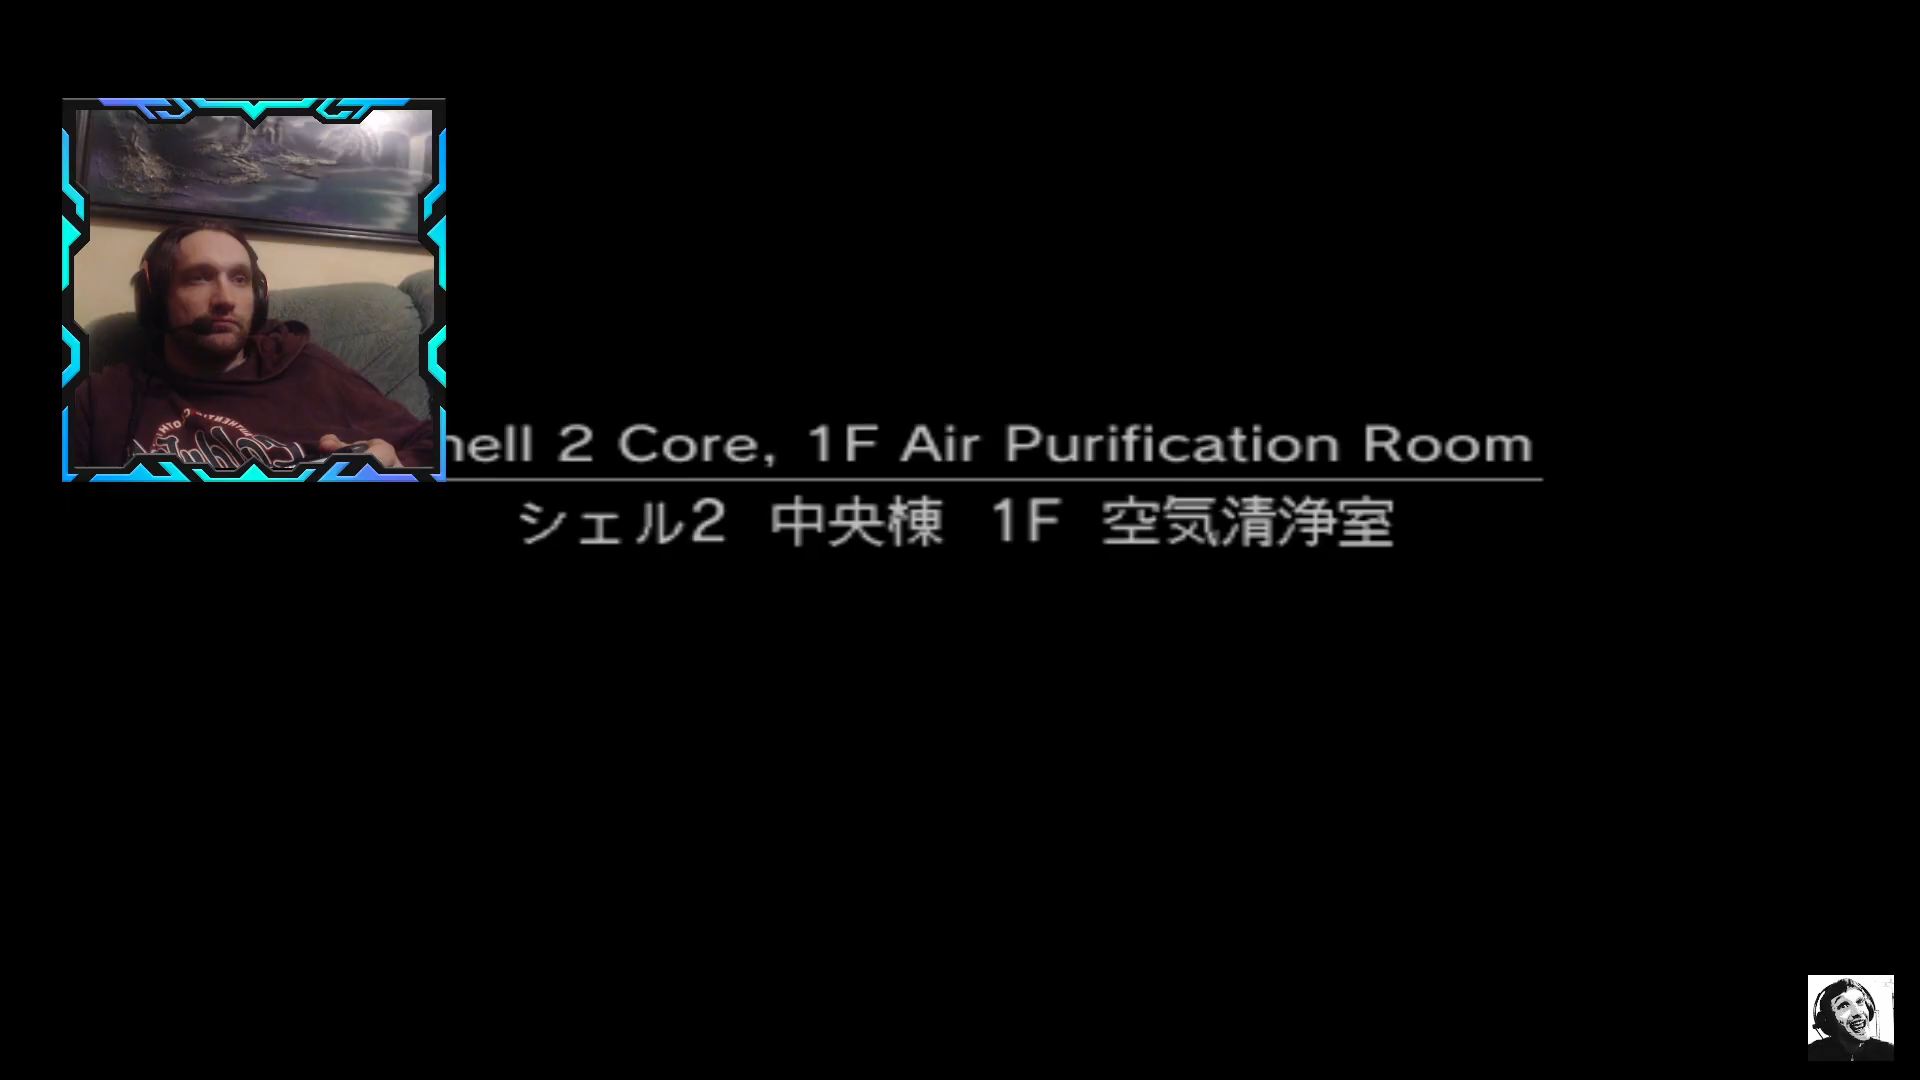 hell 2 Core, 1F Air Purification Room
シェル2 中央棟 1F 空気清浄室